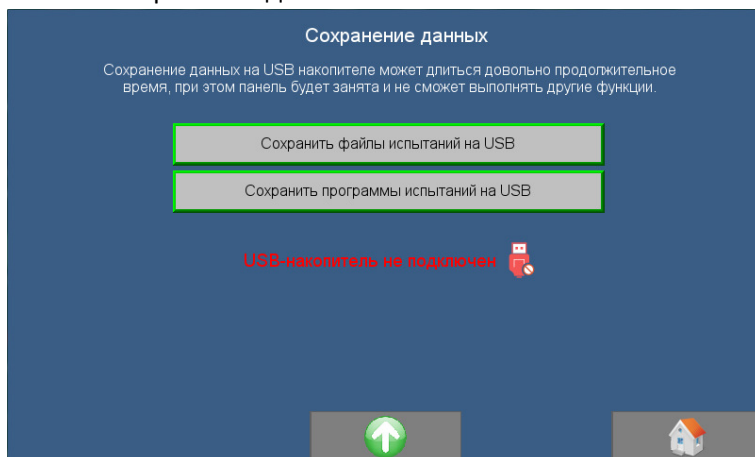 Сохранение данных
Сохранение данных на USB накопителе может длиться довольно продолжительное
время, при этом панель будет занята и не сможет выполнять другие функции.
Сохранить файлы испытаний на USB
Сохранить программы испытаний на USB
USB-накопитель не подключен